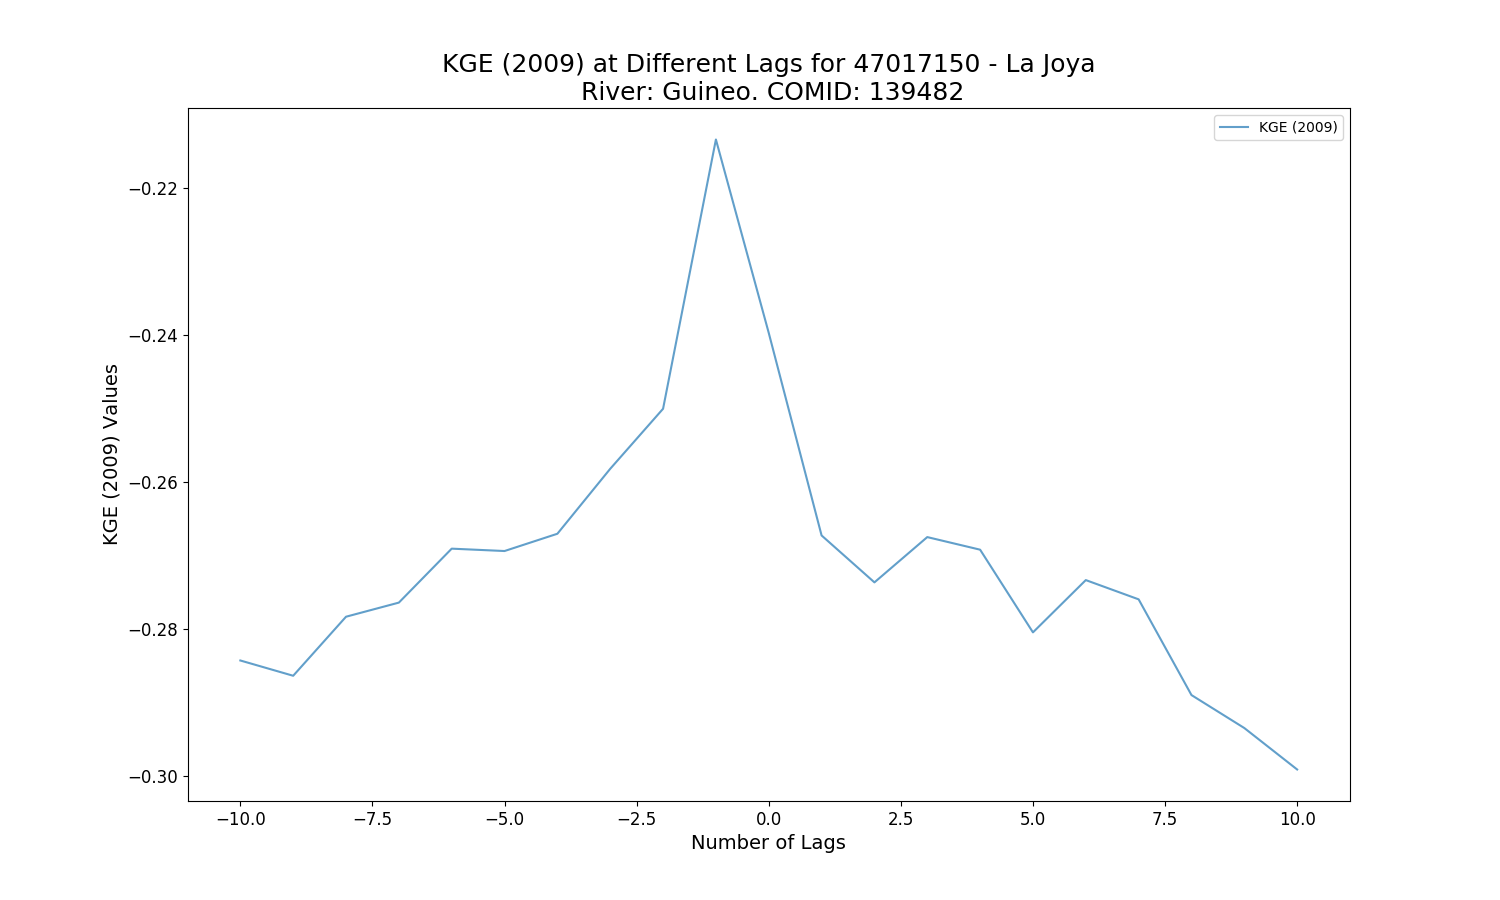 KGE (2009) at Different Lags for 47017150 - La Joya
River: Guineo. COMID: 139482
KGE (2009)
−0.22
−0.24
−0.26
−0.28
−0.30
KGE (2009) Values
−10.0 −7.5 −5.0 −2.5 0.0 2.5 5.0 7.5 10.0
Number of Lags